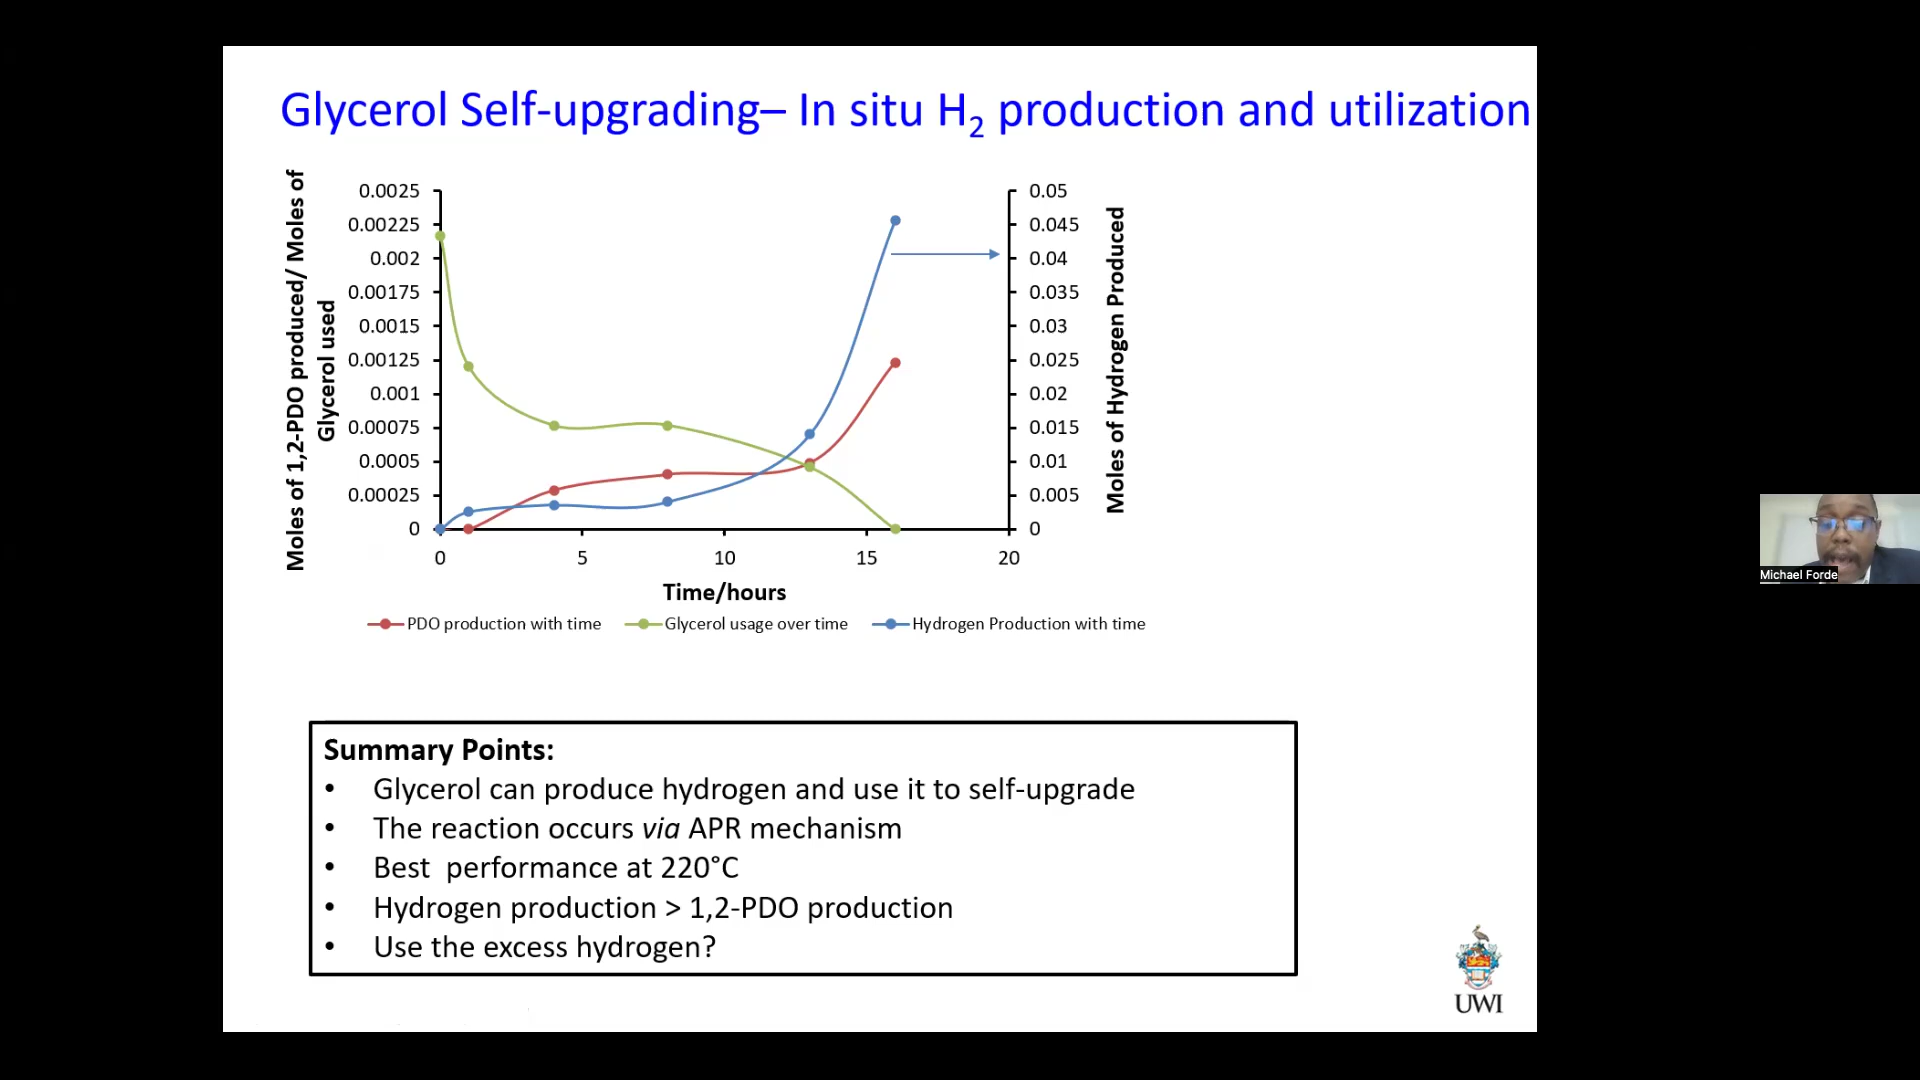 Glycerol Self-upgrading– In situ H2 production and utilization
Moles of 1,2-PDO produced/ Moles of
Glycerol used
0.0025
0.00225
0.002
0.00175
0.0015
0.00125
0.001
0.00075
0.0005
0.00025
0
0.05
0.045
0.04
0.035
0.03
0.025
0.02
0.015
0.01
0.005
0
Moles of Hydrogen Produced
0 5 10 15 20
Time/hours
PDO production with time Glycerol usage over time Hydrogen Production with time
Michael Forde
Summary Points:
• Glycerol can produce hydrogen and use it to self-upgrade
• The reaction occurs via APR mechanism
• Best  performance at 220°C
• Hydrogen production > 1,2-PDO production
• Use the excess hydrogen?
UWI